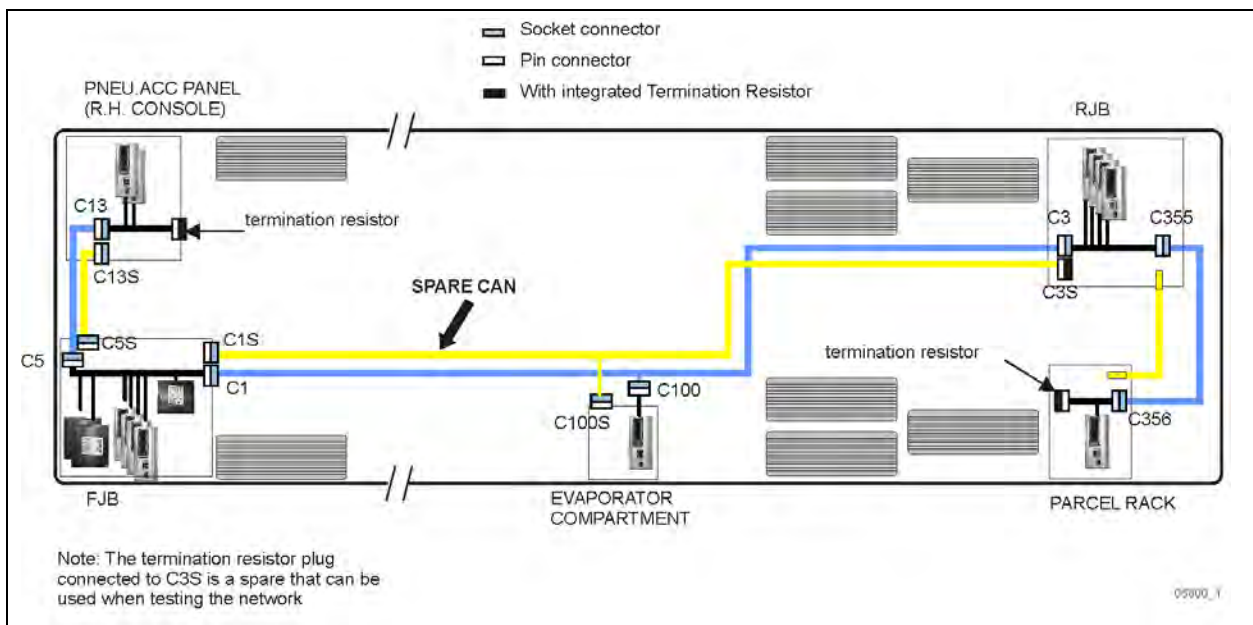 Socket connector
Pin connector
With integrated Termination Resistor
PNEU.ACC PANEL
(R.H. CONSOLE)
RJB
C13
termination resistor
C3
C355
C13S
C3S
SPARE CAN
C5
C5S
C1S
C1
termination resistor
C100
C100S
C356
FJB
EVAPORATOR
COMPARTMENT
PARCEL RACK
Note: The termination resistor plug
connected to C3S is a spare that can be
used when testing the network
05800_1